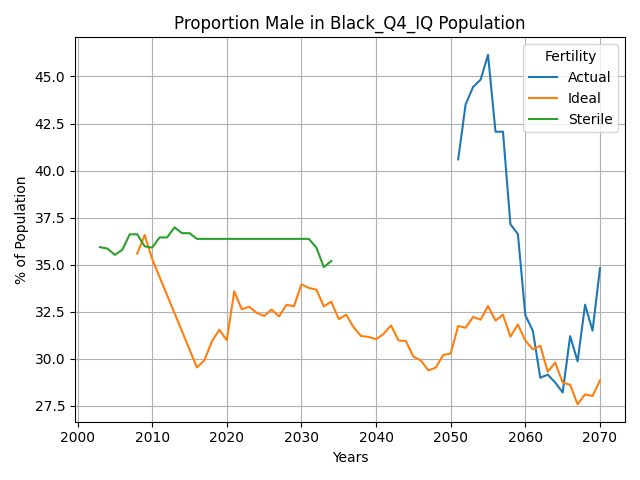 Proportion Male in Black_Q4_IQ Population
Fertility
Actual
Ideal
Sterile
% of Population
45.0
42.5
40.0
37.5
35.0
32.5
30.0
27.5
2000 2010 2020 2030 2040 2050 2060 2070
Years